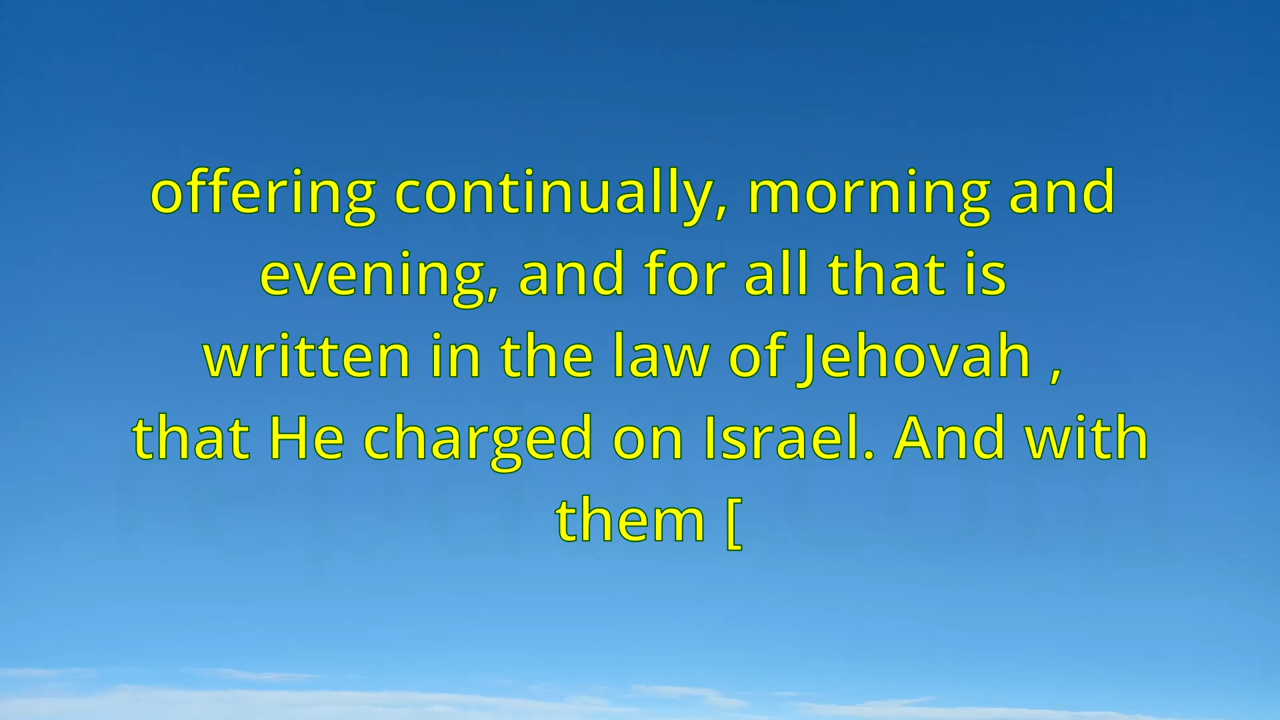 offering continually, morning and
evening, and for all that is
written in the law of Jehovah ,
that He charged on Israel. And with
them [